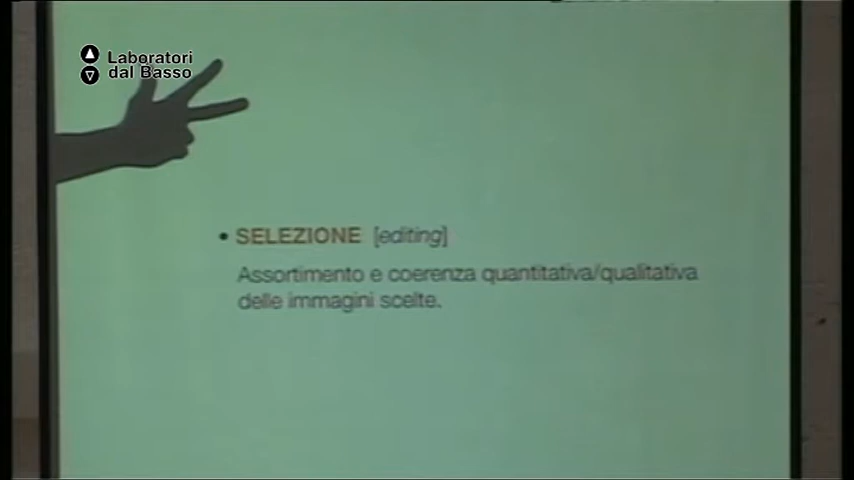 Laboratori
dal Basso
• SELEZIONE [editing]
Assortimento e coerenza quantitativa/qualitativa
delle immagini scelte.